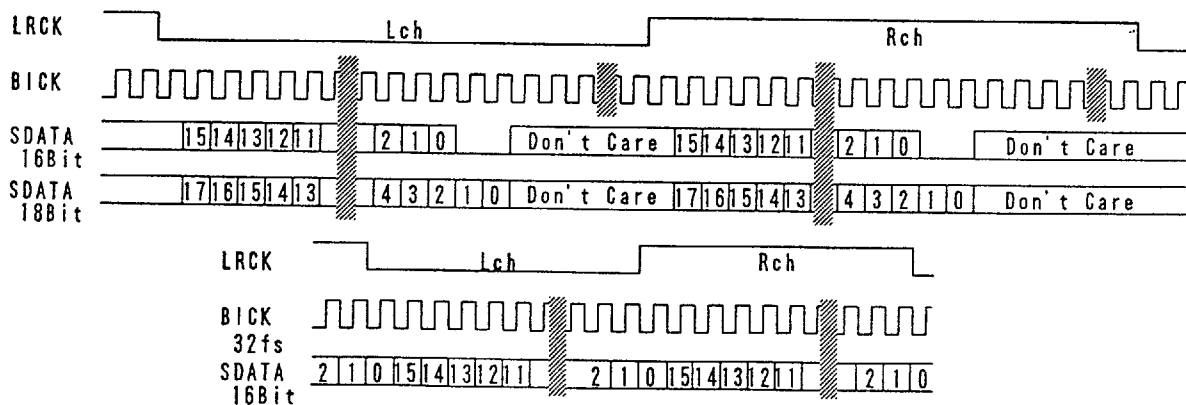 LRCK Lch Rch
BICK
SDATA 16Bit 15 14 13 12 11 2 1 0 Don't Care 15 14 13 12 11 2 1 0 Don't Care
SDATA 18Bit 17 16 15 14 13 4 3 2 1 0 Don't Care 17 16 15 14 13 4 3 2 1 0 Don't Care
LRCK Lch Rch
BICK 32fs
SDATA 16Bit 2 1 0 15 14 13 12 11 2 1 0 15 14 13 12 11 2 1 0